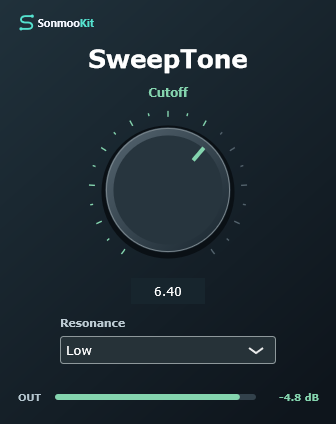 SonmooKit
SweepTone
Cutoff
6.40
Resonance
Low
OUT -4.8 dB